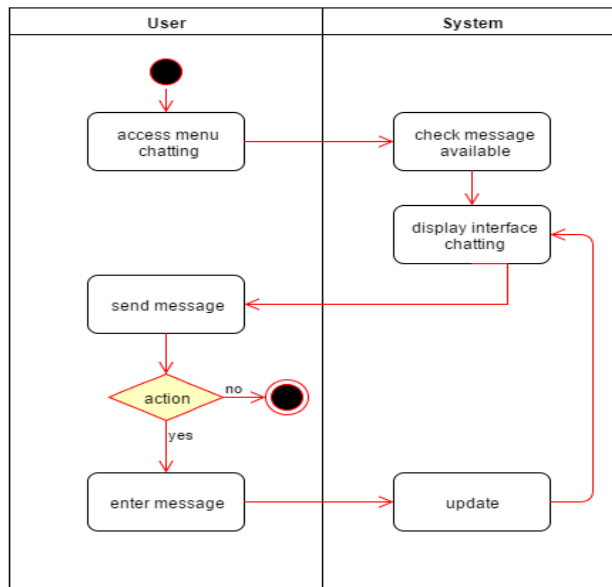 User
System
access menu
chatting
check message
available
display interface
chatting
send message
action
no
yes
enter message
update